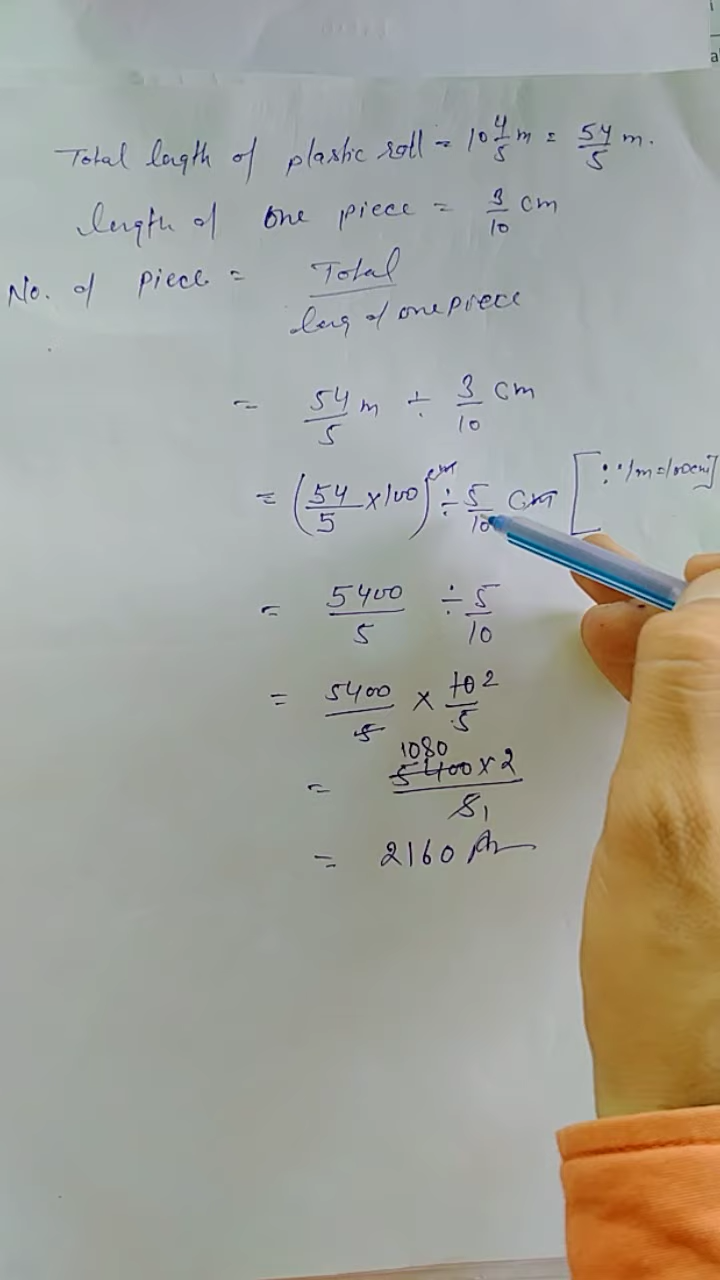 Total length of plastic roll = 10 4/5 m = 54/5 m.
length of one piece = 3/10 cm
No. of piece = Total / leng of one piece
= 54/5 m ÷ 3/10 cm
= (54/5 × 100) cm ÷ 5/10 cm [∵ 1m = 100cm]
= 5400/5 ÷ 5/10
= 5400/5 × 10 2/5
1080
= 5400 × 2 / 5 1
= 2160